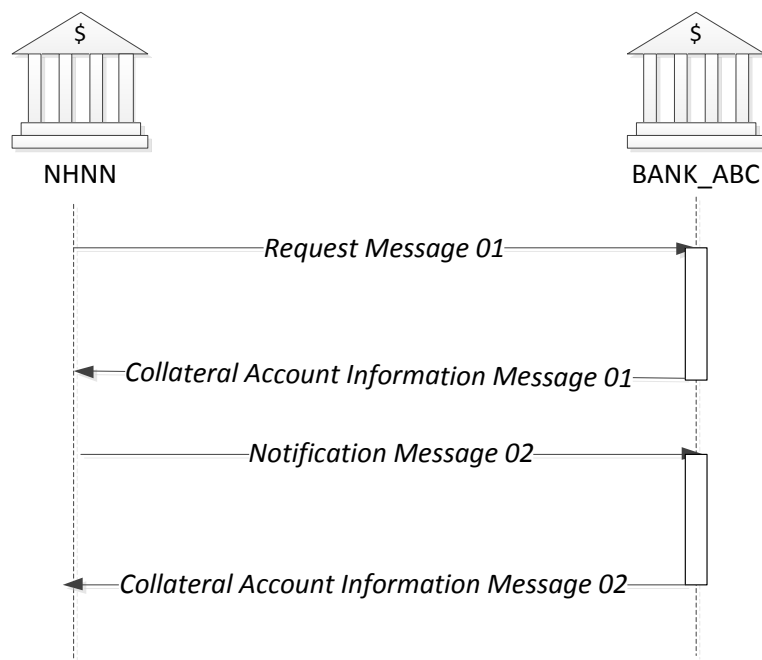 $
$
NHNN
BANK_ABC
Request Message 01
Collateral Account Information Message 01
Notification Message 02
Collateral Account Information Message 02